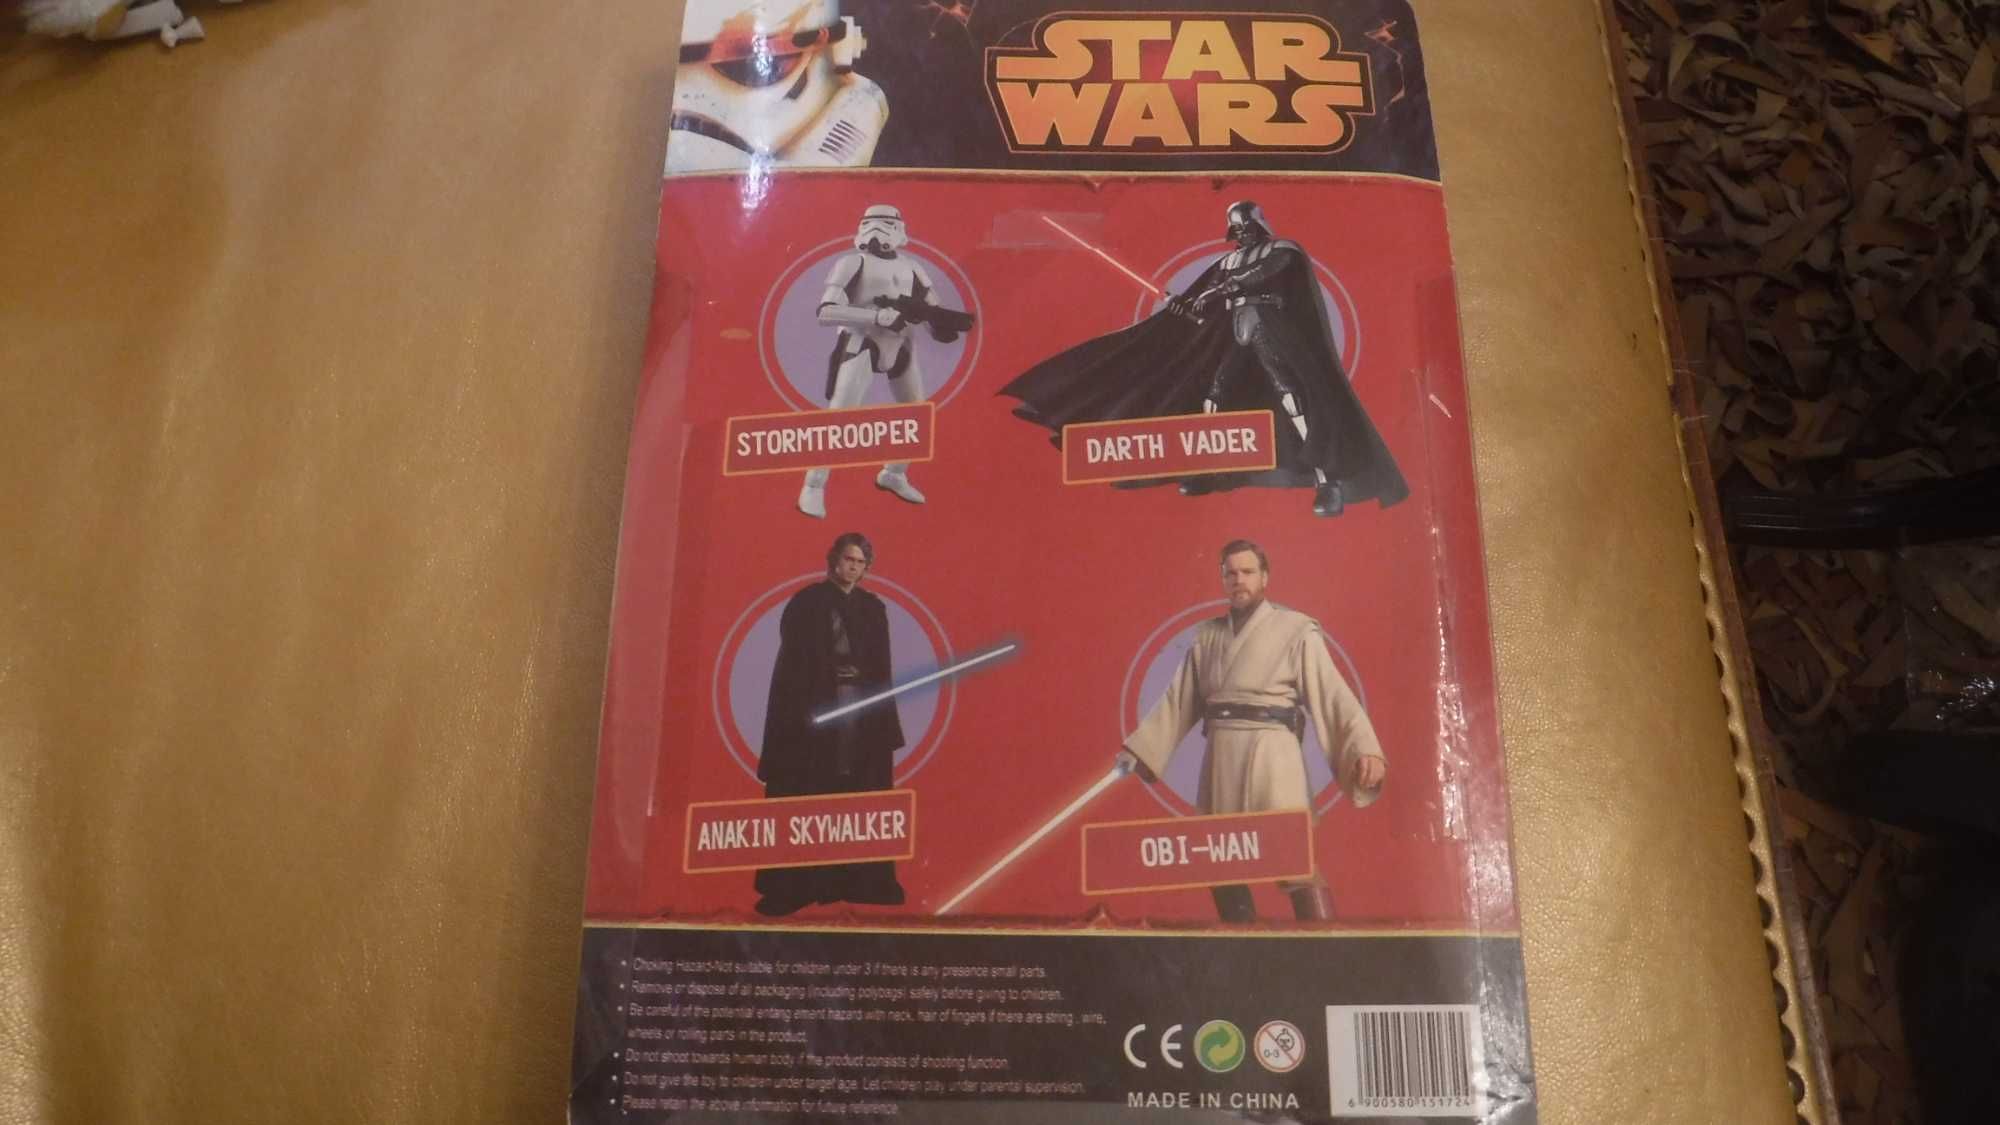 STAR
WARS
STORMTROOPER
DARTH VADER
ANAKIN SKYWALKER
OBI-WAN
• Choking Hazard-Not suitable for children under 3 if there is any presence small parts.
• Remove or dispose of all packaging (including polybags) safely before giving to children.
• Be careful of the potential entang ement hazard with neck, hair of fingers if there are string , wire,
• wheels or rolling parts in the product.
• Do not shoot towards human body if the product consists of shooting function.
• Do not give the toy to children under target age. Let children play under parental supervision.
• Please retain the above information for future reference.
CE
0-3
MADE IN CHINA
6 900580 151724